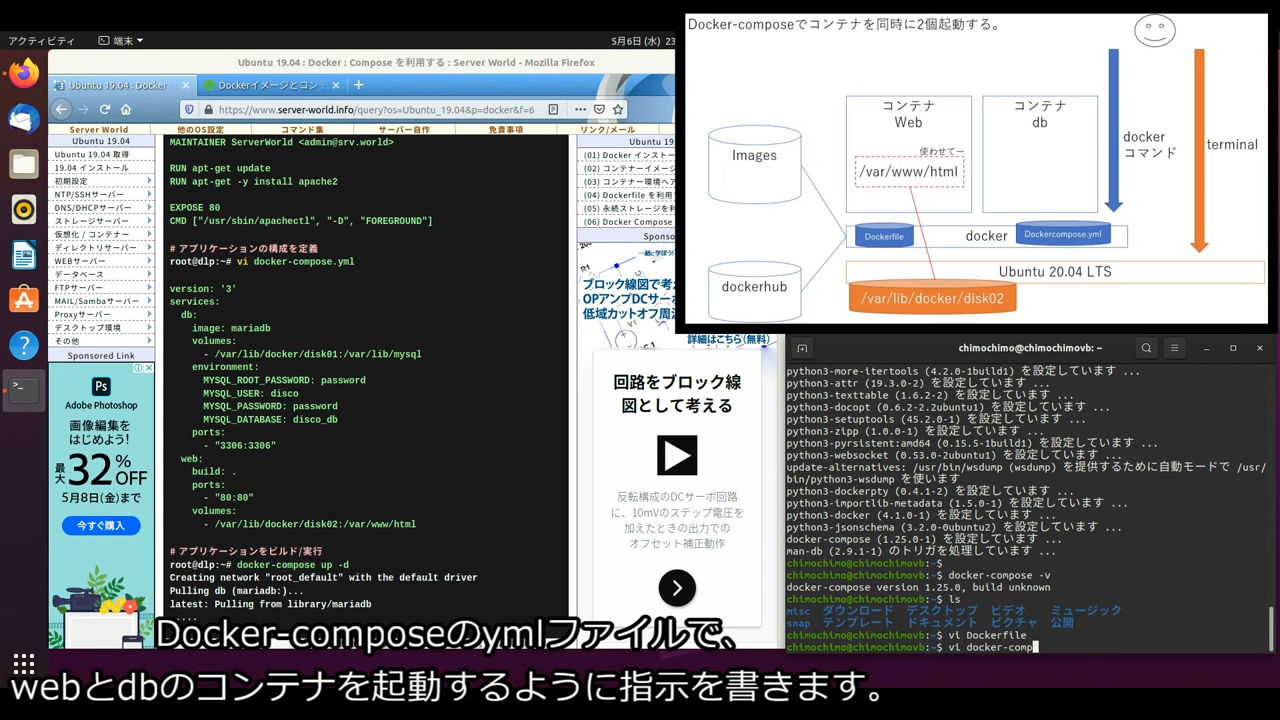 アクティビティ
端末
5月6日 (水) 23
Ubuntu 19.04 : Docker : Compose を利用する : Server World - Mozilla Firefox
Ubuntu 19.04 : Docker :
Dockerイメージとコンテ
https://www.server-world.info/query?os=Ubuntu_19.04&p=docker&f=6
Server World
他のOS設定
コマンド集
サーバー自作
免責事項
リンク/メール
Ubuntu 19.04
Ubuntu 19.04 取得
19.04 インストール
初期設定
NTP/SSHサーバー
DNS/DHCPサーバー
ストレージサーバー
仮想化 / コンテナー
ディレクトリサーバー
WEBサーバー
データベース
FTPサーバー
MAIL/Sambaサーバー
Proxyサーバー
デスクトップ環境
その他
Sponsored Link
Ps
Adobe Photoshop
画像編集を
はじめよう!
最大32%OFF
5月8日(金)まで
今すぐ購入
MAINTAINER ServerWorld <admin@srv.world>
RUN apt-get update
RUN apt-get -y install apache2
EXPOSE 80
CMD ["/usr/sbin/apachectl", "-D", "FOREGROUND"]
# アプリケーションの構成を定義
root@dlp:~# vi docker-compose.yml
version: '3'
services:
db:
image: mariadb
volumes:
- /var/lib/docker/disk01:/var/lib/mysql
environment:
MYSQL_ROOT_PASSWORD: password
MYSQL_USER: disco
MYSQL_PASSWORD: password
MYSQL_DATABASE: disco_db
ports:
- "3306:3306"
web:
build: .
ports:
- "80:80"
volumes:
- /var/lib/docker/disk02:/var/www/html
# アプリケーションをビルド/実行
root@dlp:~# docker-compose up -d
Creating network "root_default" with the default driver
Pulling db (mariadb:)...
latest: Pulling from library/mariadb
....
Ubuntu 19
(01) Docker インストー
(02) コンテナーイメー
(03) コンテナー環境へア
(04) Dockerfile を利用
(05) 永続ストレージを利
(06) Docker Compose
Sponso
ブロック線図で考え
OPアンプDCサー
低域カットオフ周
詳細はこちら(無料)
回路をブロック線
図として考える
反転構成のDCサーボ回路
に、10mVのステップ電圧を
加えたときの出力での
オフセット補正動作
Docker-composeでコンテナを同時に2個起動する。
コンテナ
Web
コンテナ
db
使わせてー
/var/www/html
docker
コマンド
terminal
Images
Dockerfile
docker
Dockercompose.yml
dockerhub
Ubuntu 20.04 LTS
/var/lib/docker/disk02
chimochimo@chimochimovb: ~
python3-more-itertools (4.2.0-1build1) を設定しています ...
python3-attr (19.3.0-2) を設定しています ...
python3-texttable (1.6.2-2) を設定しています ...
python3-docopt (0.6.2-2.2ubuntu1) を設定しています ...
python3-setuptools (45.2.0-1) を設定しています ...
python3-zipp (1.0.0-1) を設定しています ...
python3-pyrsistent:amd64 (0.15.5-1build1) を設定しています ...
python3-websocket (0.53.0-2ubuntu1) を設定しています ...
update-alternatives: /usr/bin/wsdump (wsdump) を提供するために自動モードで /usr/
bin/python3-wsdump を使います
python3-dockerpty (0.4.1-2) を設定しています ...
python3-importlib-metadata (1.5.0-1) を設定しています ...
python3-docker (4.1.0-1) を設定しています ...
python3-jsonschema (3.2.0-0ubuntu2) を設定しています ...
docker-compose (1.25.0-1) を設定しています ...
man-db (2.9.1-1) のトリガを処理しています ...
chimochimo@chimochimovb:~$
chimochimo@chimochimovb:~$ docker-compose -v
docker-compose version 1.25.0, build unknown
chimochimo@chimochimovb:~$ ls
misc ダウンロード デスクトップ ビデオ ミュージック
snap テンプレート ドキュメント ピクチャ 公開
chimochimo@chimochimovb:~$ vi Dockerfile
chimochimo@chimochimovb:~$ vi docker-comp
Docker-composeのymlファイルで、
webとdbのコンテナを起動するように指示を書きます。